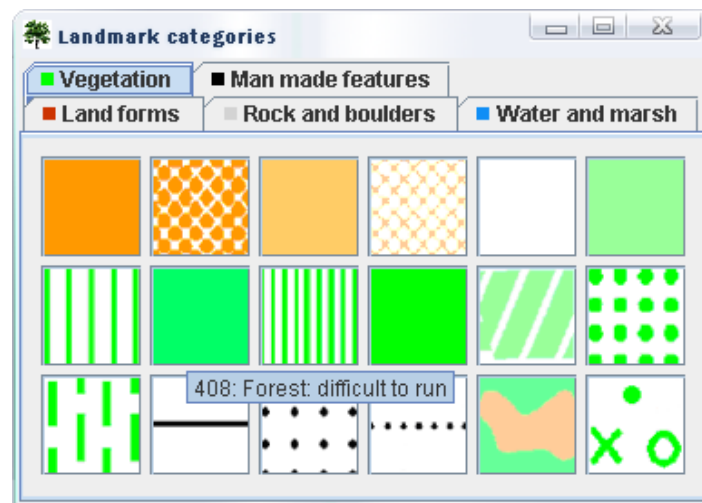 Landmark categories
Vegetation
Man made features
Land forms
Rock and boulders
Water and marsh
408: Forest: difficult to run